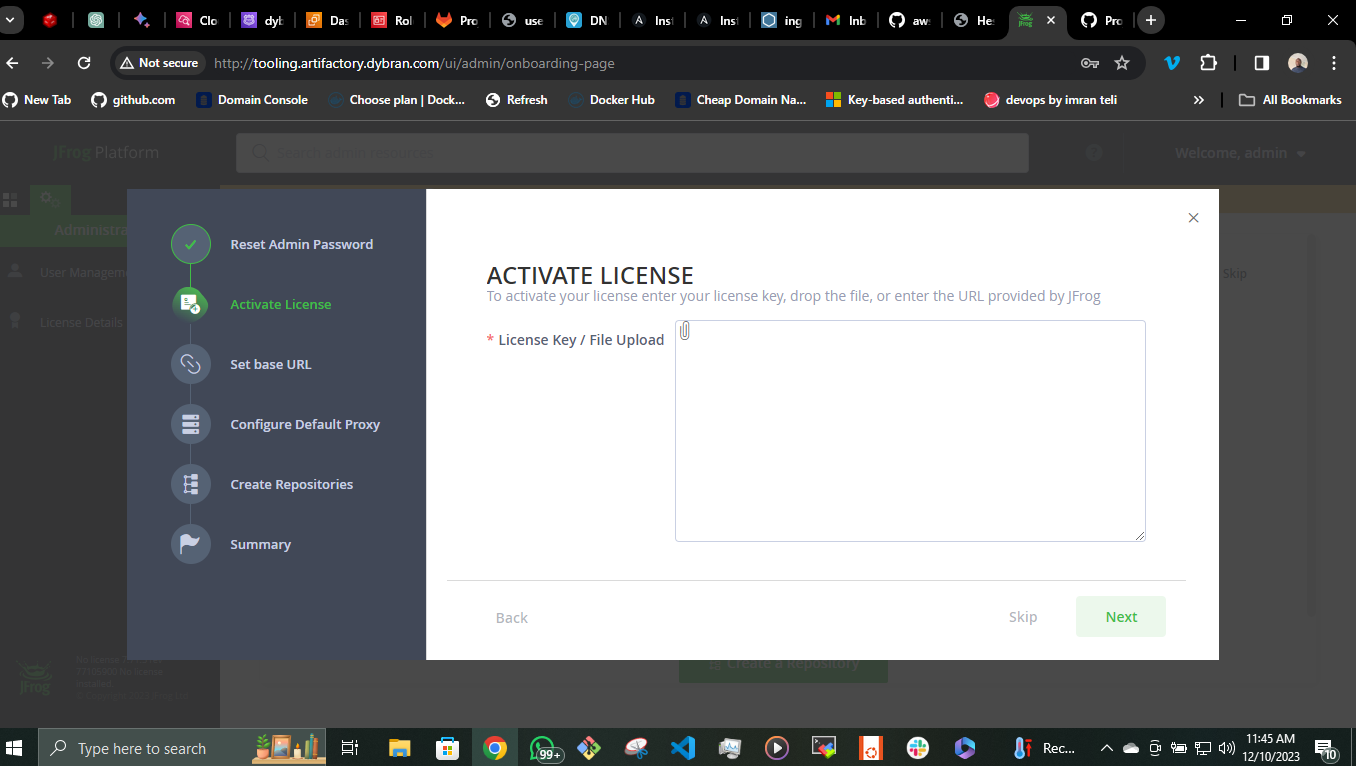 Clo
dyb
Das
Rol
Pro
use
DN
Inst
Inst
ing
Inb
aws
Hes
Pro
Not secure
http://tooling.artifactory.dybran.com/ui/admin/onboarding-page
New Tab
github.com
Domain Console
Choose plan | Dock...
Refresh
Docker Hub
Cheap Domain Na...
Key-based authenti...
devops by imran teli
All Bookmarks
jFrog Platform
Search admin resources
Welcome, admin
Administra
User Manageme
License Details
Skip
Reset Admin Password
Activate License
Set base URL
Configure Default Proxy
Create Repositories
Summary
ACTIVATE LICENSE
To activate your license enter your license key, drop the file, or enter the URL provided by JFrog
* License Key / File Upload
Back
Skip
Next
Create a Repository
jFrog
installed
Type here to search
99+
Rec...
11:45 AM
12/10/2023
10